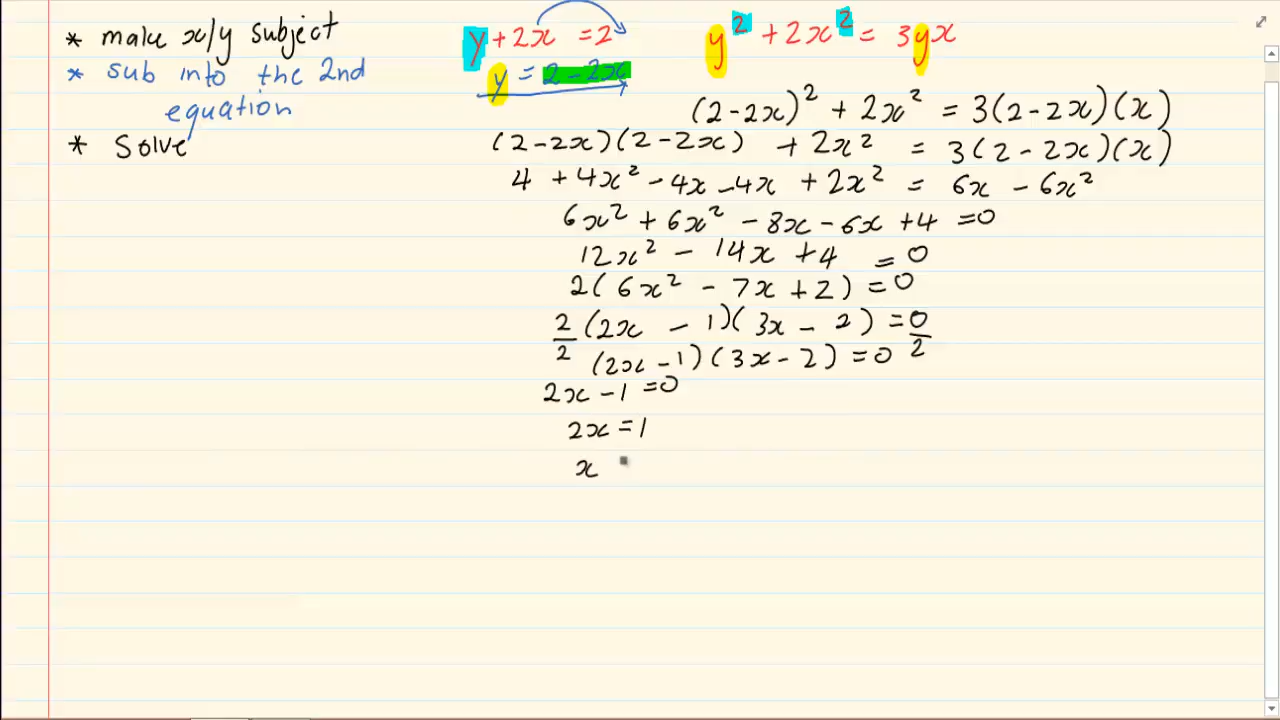 * make x/y subject
* sub into the 2nd
equation
* Solve
y + 2x = 2
y = 2 - 2x
y² + 2x² = 3yx
(2-2x)² + 2x² = 3(2-2x)(x)
(2-2x)(2-2x) + 2x² = 3(2-2x)(x)
4 + 4x² - 4x - 4x + 2x² = 6x - 6x²
6x² + 6x² - 8x - 6x + 4 = 0
12x² - 14x + 4 = 0
2(6x² - 7x + 2) = 0
2/2 (2x - 1)(3x - 2) = 0/2
(2x - 1)(3x - 2) = 0
2x - 1 = 0
2x = 1
x